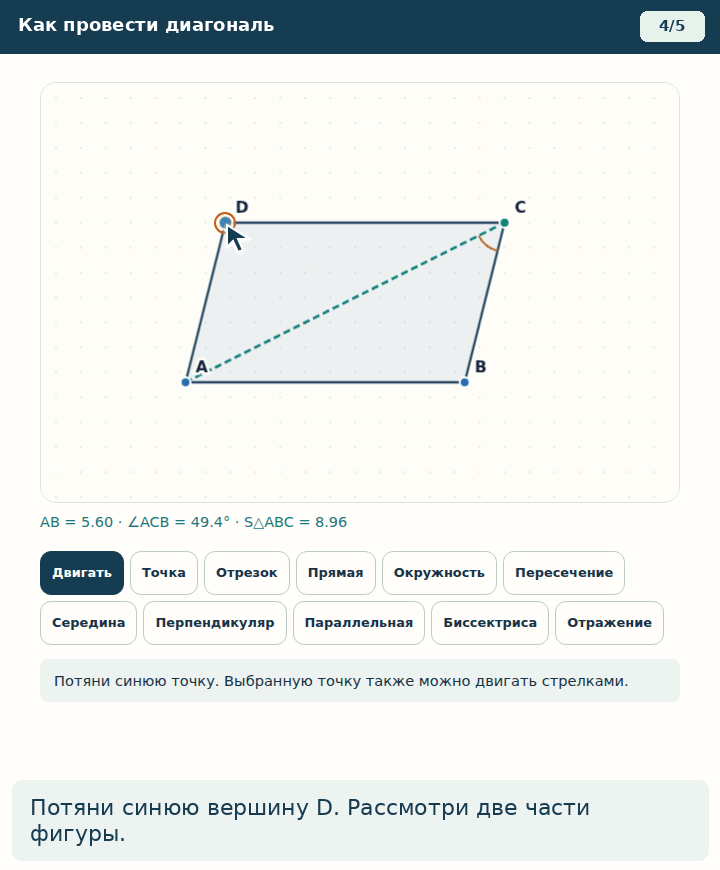 Как провести диагональ
4/5
D
C
A
B
AB = 5.60 · ∠ACB = 49.4° · S△ABC = 8.96
Двигать
Точка
Отрезок
Прямая
Окружность
Пересечение
Середина
Перпендикуляр
Параллельная
Биссектриса
Отражение
Потяни синюю точку. Выбранную точку также можно двигать стрелками.
Потяни синюю вершину D. Рассмотри две части
фигуры.